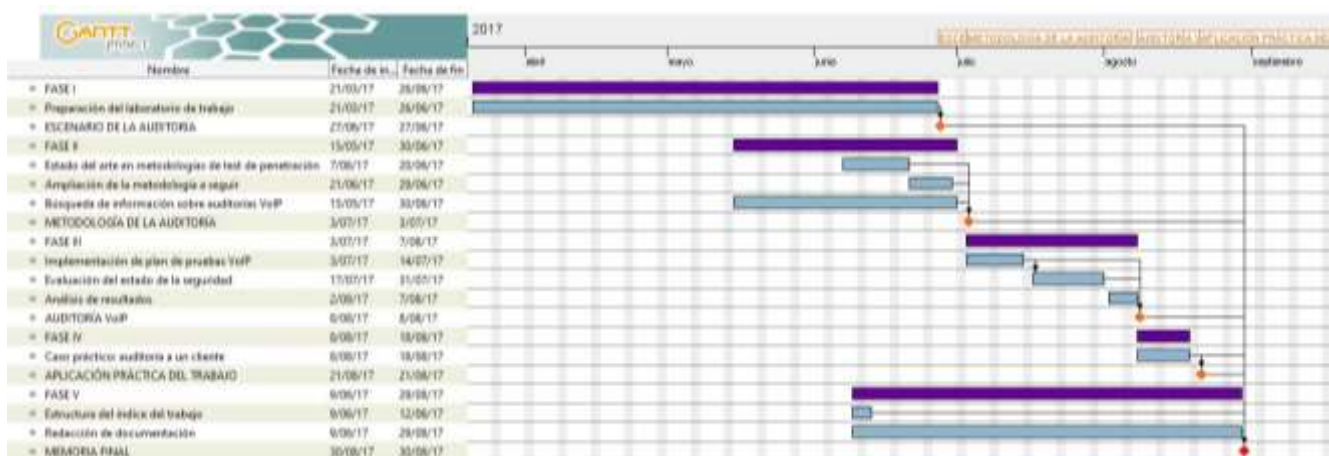 GANTT
project
2017
abril mayo junio julio agosto septiembre
Nombre Fecha de in... Fecha de fin
FASE I 21/03/17 26/06/17
Preparación del laboratorio de trabajo 21/03/17 26/06/17
ESCENARIO DE LA AUDITORÍA 27/06/17 27/06/17
FASE II 15/05/17 30/06/17
Estado del arte en metodologías de test de penetración 7/06/17 20/06/17
Ampliación de la metodología a seguir 21/06/17 29/06/17
Búsqueda de información sobre auditorías VoIP 15/05/17 30/06/17
METODOLOGÍA DE LA AUDITORÍA 3/07/17 3/07/17
FASE III 3/07/17 7/08/17
Implementación de plan de pruebas VoIP 3/07/17 14/07/17
Evaluación del estado de la seguridad 17/07/17 31/07/17
Análisis de resultados 2/08/17 7/08/17
AUDITORÍA VoIP 8/08/17 8/08/17
FASE IV 8/08/17 18/08/17
Caso práctico: auditoría a un cliente 8/08/17 18/08/17
APLICACIÓN PRÁCTICA DEL TRABAJO 21/08/17 21/08/17
FASE V 9/06/17 29/08/17
Estructura del índice del trabajo 9/06/17 12/06/17
Redacción de documentación 9/06/17 29/08/17
MEMORIA FINAL 30/08/17 30/08/17